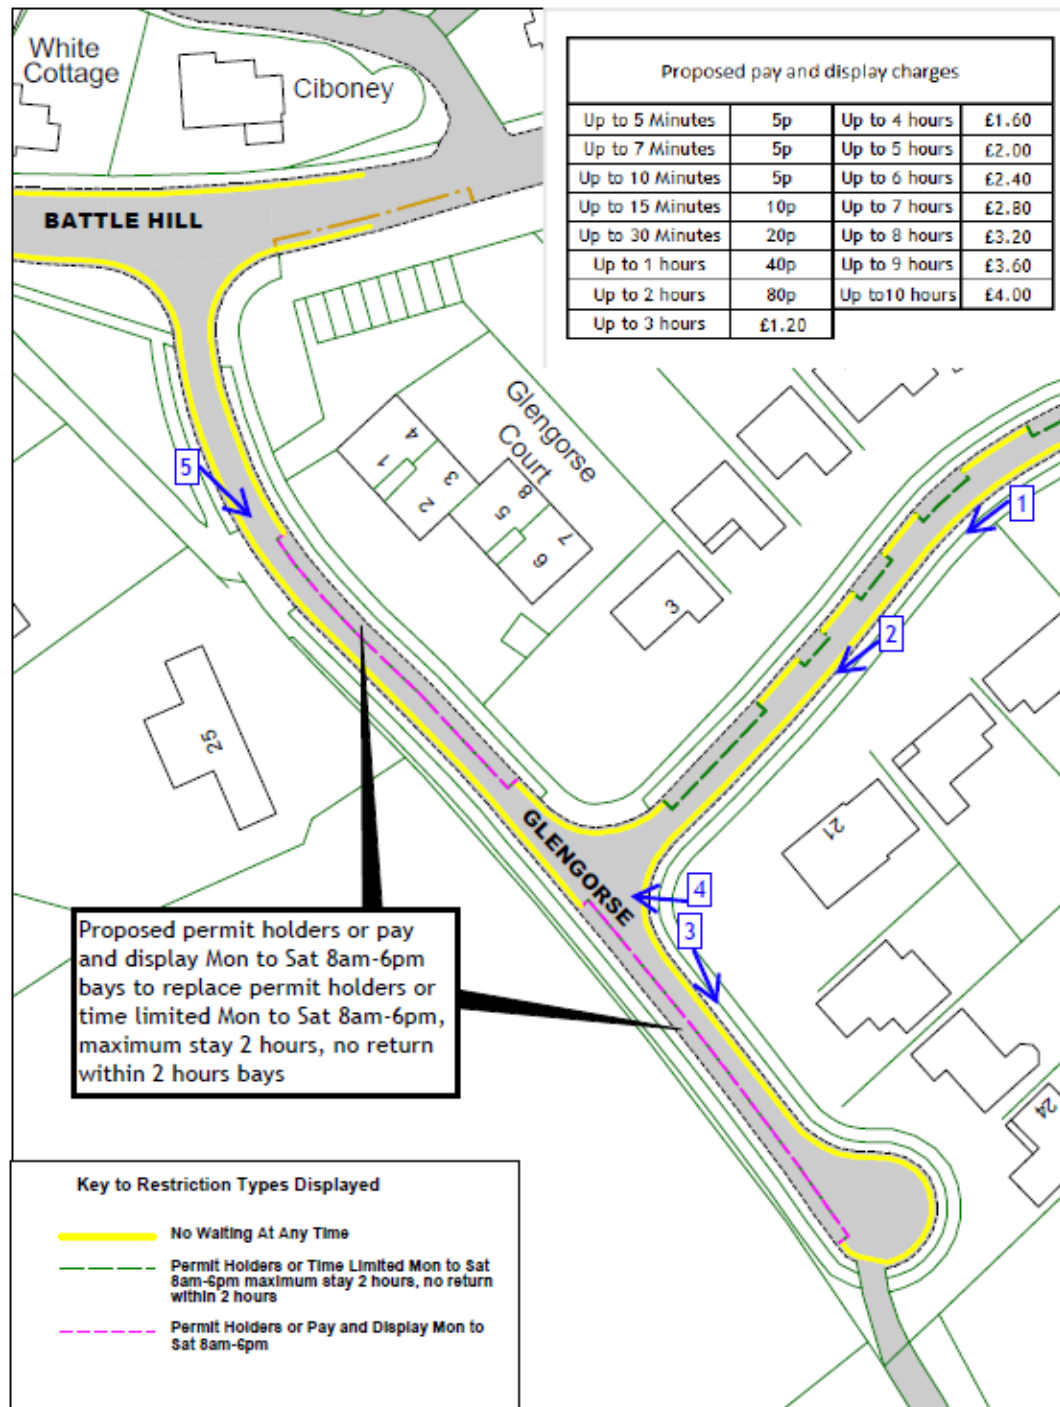 White
Cottage
Ciboney
BATTLE HILL
Proposed pay and display charges
Up to 5 Minutes 5p Up to 4 hours £1.60
Up to 7 Minutes 5p Up to 5 hours £2.00
Up to 10 Minutes 5p Up to 6 hours £2.40
Up to 15 Minutes 10p Up to 7 hours £2.80
Up to 30 Minutes 20p Up to 8 hours £3.20
Up to 1 hours 40p Up to 9 hours £3.60
Up to 2 hours 80p Up to10 hours £4.00
Up to 3 hours £1.20
Glengorse
Court
4
1
3
2
8
5
7
6
3
5
1
2
25
21
GLENGORSE
4
3
24
Proposed permit holders or pay
and display Mon to Sat 8am-6pm
bays to replace permit holders or
time limited Mon to Sat 8am-6pm,
maximum stay 2 hours, no return
within 2 hours bays
Key to Restriction Types Displayed
No Waiting At Any Time
Permit Holders or Time Limited Mon to Sat
8am-6pm maximum stay 2 hours, no return
within 2 hours
Permit Holders or Pay and Display Mon to
Sat 8am-6pm